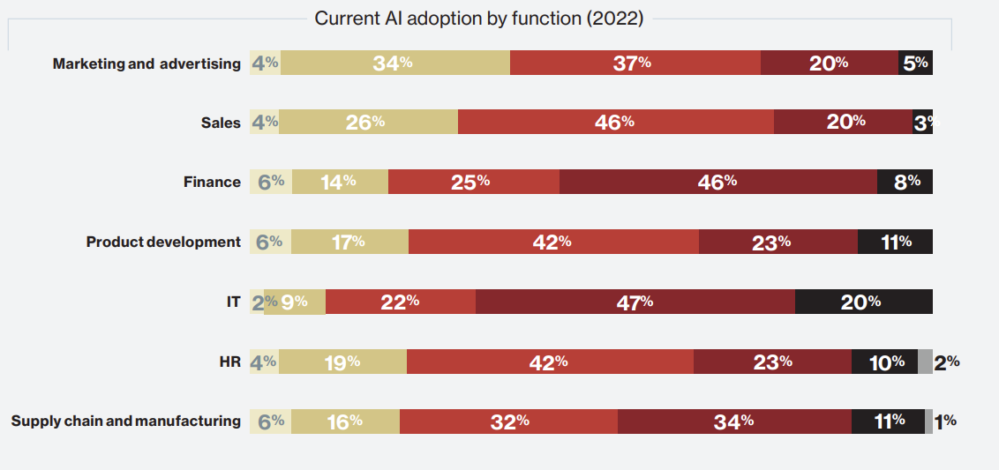 Current AI adoption by function (2022)
Marketing and advertising 4% 34% 37% 20% 5%
Sales 4% 26% 46% 20% 3%
Finance 6% 14% 25% 46% 8%
Product development 6% 17% 42% 23% 11%
IT 2% 9% 22% 47% 20%
HR 4% 19% 42% 23% 10% 2%
Supply chain and manufacturing 6% 16% 32% 34% 11% 1%